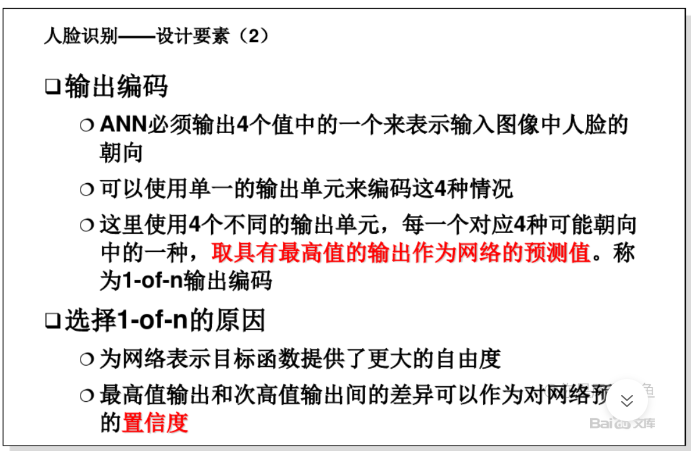 人脸识别——设计要素（2）
❑输出编码
❍ANN必须输出4个值中的一个来表示输入图像中人脸的
朝向
❍可以使用单一的输出单元来编码这4种情况
❍这里使用4个不同的输出单元，每一个对应4种可能朝向
中的一种，取具有最高值的输出作为网络的预测值。称
为1-of-n输出编码
❑选择1-of-n的原因
❍为网络表示目标函数提供了更大的自由度
❍最高值输出和次高值输出间的差异可以作为对网络预
的置信度
Bai 文库